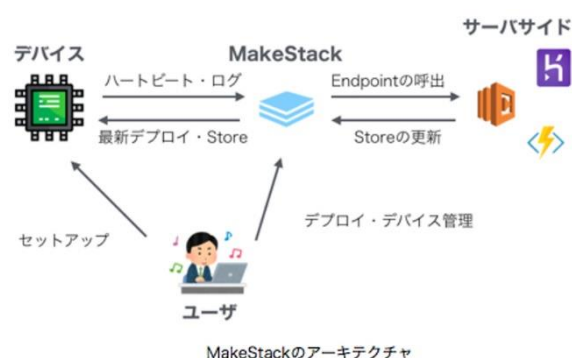 サーバサイド
デバイス
MakeStack
ハートビート・ログ
Endpointの呼出
最新デプロイ・Store
Storeの更新
デプロイ・デバイス管理
セットアップ
ユーザ
MakeStackのアーキテクチャ